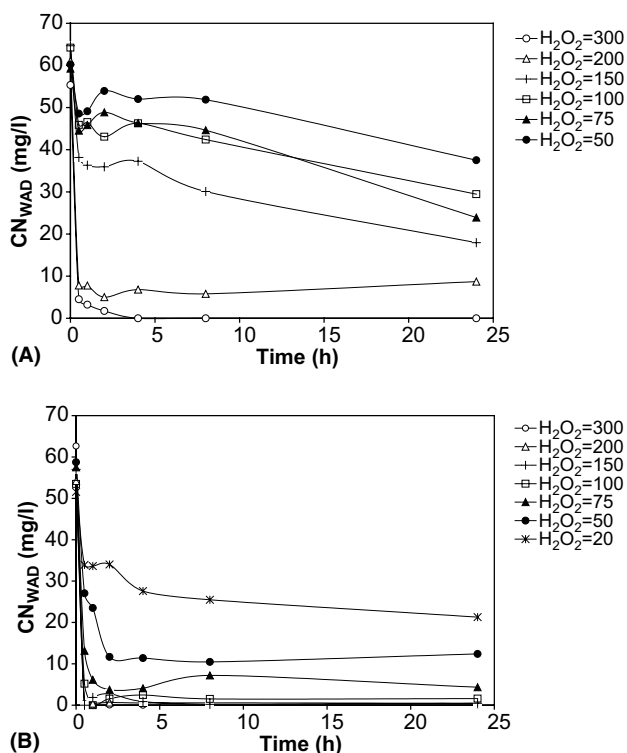 70
60
50
40
30
20
10
0
CN_WAD (mg/l)
0 5 10 15 20 25
Time (h)
(A)
H₂O₂=300
H₂O₂=200
H₂O₂=150
H₂O₂=100
H₂O₂=75
H₂O₂=50
70
60
50
40
30
20
10
0
CN_WAD (mg/l)
0 5 10 15 20 25
Time (h)
(B)
H₂O₂=300
H₂O₂=200
H₂O₂=150
H₂O₂=100
H₂O₂=75
H₂O₂=50
H₂O₂=20